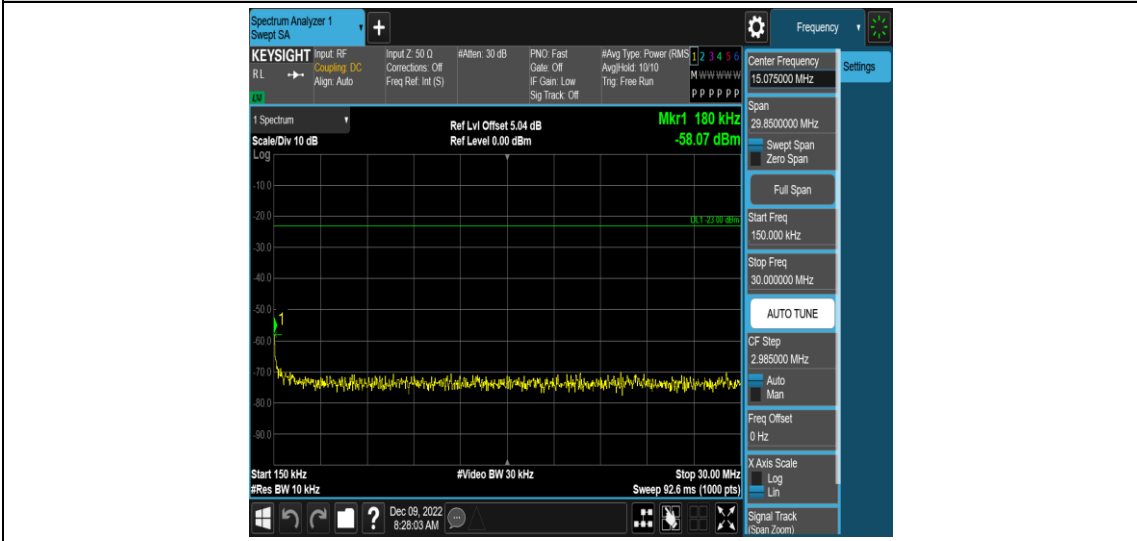 Spectrum Analyzer 1
Swept SA
Frequency
KEYSIGHT
RL
Input: RF
Coupling: DC
Align: Auto
Input Z: 50 Ω
Corrections: Off
Freq Ref: Int (S)
#Atten: 30 dB
PNO: Fast
Gate: Off
IF Gain: Low
Sig Track: Off
#Avg Type: Power (RMS
Avg|Hold: 10/10
Trig: Free Run
1 2 3 4 5 6
M W W W W W
P P P P P P
1 Spectrum
Scale/Div 10 dB
Log
Ref Lvl Offset 5.04 dB
Ref Level 0.00 dBm
Mkr1 180 kHz
-58.07 dBm
-10.0
-20.0
DL1 -23.00 dBm
-30.0
-40.0
-50.0
1
-60.0
-70.0
-80.0
-90.0
Start 150 kHz
#Res BW 10 kHz
#Video BW 30 kHz
Stop 30.00 MHz
Sweep 92.6 ms (1000 pts)
?
Dec 09, 2022
8:28:03 AM
Center Frequency
15.075000 MHz
Settings
Span
29.8500000 MHz
Swept Span
Zero Span
Full Span
Start Freq
150.000 kHz
Stop Freq
30.000000 MHz
AUTO TUNE
CF Step
2.985000 MHz
Auto
Man
Freq Offset
0 Hz
X Axis Scale
Log
Lin
Signal Track
(Span Zoom)